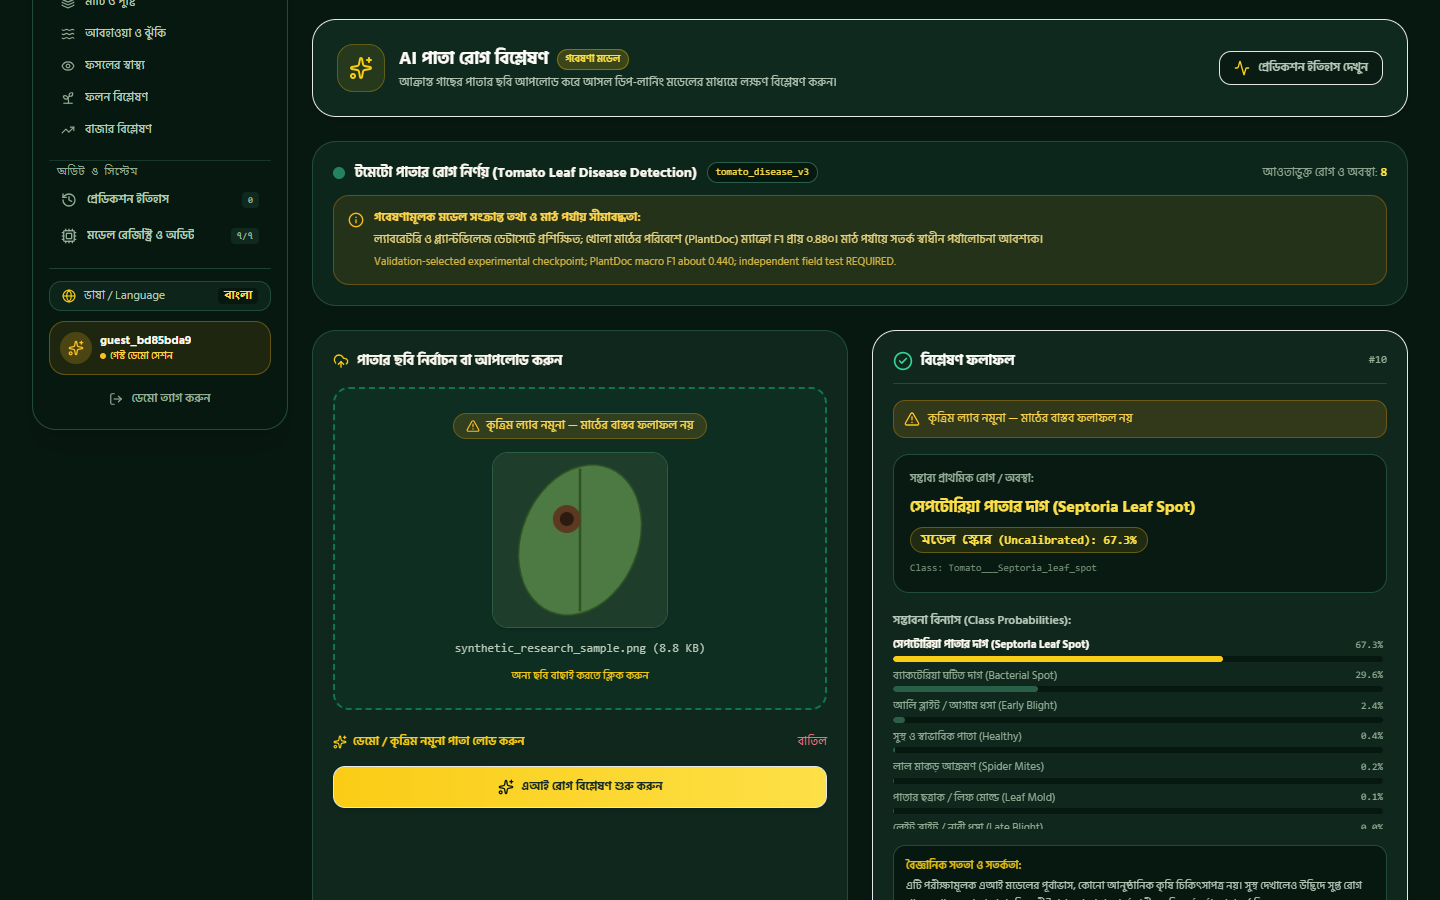 মাটি ও পুষ্টি
আবহাওয়া ও ঝুঁকি
ফসলের স্বাস্থ্য
ফলন বিশ্লেষণ
বাজার বিশ্লেষণ
অডিট ও সিস্টেম
প্রেডিকশন ইতিহাস
০
মডেল রেজিস্ট্রি ও অডিট
৭/৭
ভাষা / Language
বাংলা
guest_bd85bda9
গেস্ট ডেমো সেশন
ডেমো ত্যাগ করুন
AI পাতা রোগ বিশ্লেষণ
গবেষণা মডেল
আক্রান্ত গাছের পাতার ছবি আপলোড করে আসল ডিপ-লার্নিং মডেলের মাধ্যমে লক্ষণ বিশ্লেষণ করুন।
প্রেডিকশন ইতিহাস দেখুন
টমেটো পাতার রোগ নির্ণয় (Tomato Leaf Disease Detection)
tomato_disease_v3
আওতাভুক্ত রোগ ও অবস্থা: 8
গবেষণামূলক মডেল সংক্রান্ত তথ্য ও মাঠ পর্যায় সীমাবদ্ধতা:
ল্যাবরেটরি ও প্ল্যান্টভিলেজ ডেটাসেটে প্রশিক্ষিত; খোলা মাঠের পরিবেশে (PlantDoc) ম্যাক্রো F1 প্রায় ০.৪৪০। মাঠ পর্যায়ে সতর্ক স্বাধীন পর্যালোচনা আবশ্যক।
Validation-selected experimental checkpoint; PlantDoc macro F1 about 0.440; independent field test REQUIRED.
পাতার ছবি নির্বাচন বা আপলোড করুন
কৃত্রিম ল্যাব নমুনা — মাঠের বাস্তব ফলাফল নয়
synthetic_research_sample.png (8.8 KB)
অন্য ছবি বাছাই করতে ক্লিক করুন
ডেমো / কৃত্রিম নমুনা পাতা লোড করুন
বাতিল
এআই রোগ বিশ্লেষণ শুরু করুন
বিশ্লেষণ ফলাফল
#10
কৃত্রিম ল্যাব নমুনা — মাঠের বাস্তব ফলাফল নয়
সম্ভাব্য প্রাথমিক রোগ / অবস্থা:
সেপটোরিয়া পাতার দাগ (Septoria Leaf Spot)
মডেল স্কোর (Uncalibrated): 67.3%
Class: Tomato___Septoria_leaf_spot
সম্ভাবনা বিন্যাস (Class Probabilities):
সেপটোরিয়া পাতার দাগ (Septoria Leaf Spot)
67.3%
ব্যাকটেরিয়া ঘটিত দাগ (Bacterial Spot)
29.6%
আর্লি ব্লাইট / আগাম ধসা (Early Blight)
2.4%
সুস্থ ও স্বাভাবিক পাতা (Healthy)
0.4%
লাল মাকড় আক্রমণ (Spider Mites)
0.2%
পাতার ছত্রাক / লিফ মোল্ড (Leaf Mold)
0.1%
লেইট ব্লাইট / নাবী ধসা (Late Blight)
0.0%
বৈজ্ঞানিক সততা ও সতর্কতা:
এটি পরীক্ষামূলক এআই মডেলের পূর্বাভাস, কোনো আনুষ্ঠানিক কৃষি চিকিৎসাপত্র নয়। সুস্থ দেখালেও উদ্ভিদে সুপ্ত রোগ